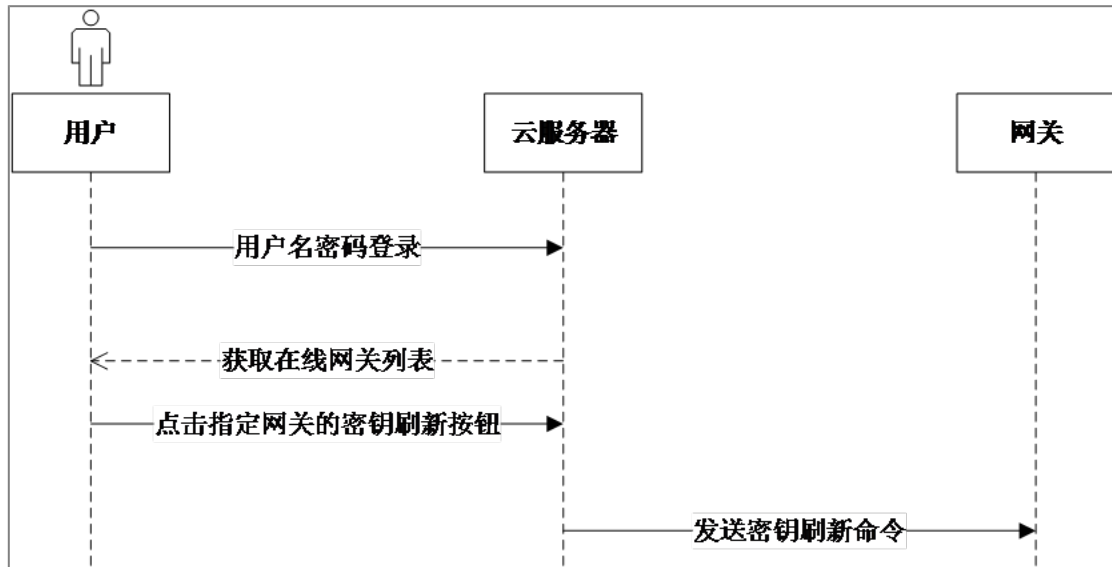 用户
云服务器
网关
用户名密码登录
获取在线网关列表
点击指定网关的密钥刷新按钮
发送密钥刷新命令